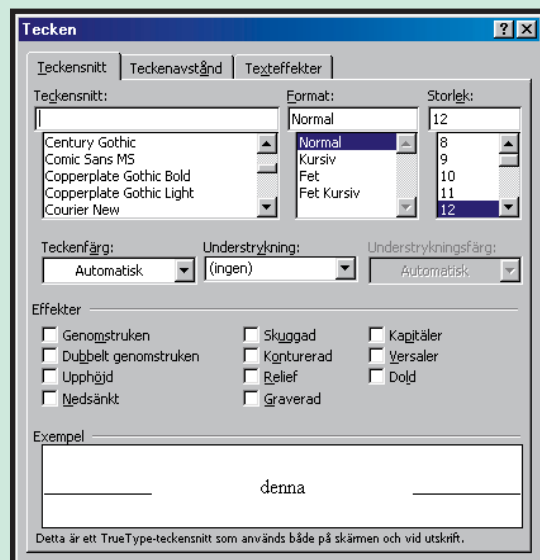 Tecken
Teckensnitt Teckenavstånd Texteffekter
Teckensnitt: Format: Storlek:
Normal 12
Century Gothic Normal 8
Comic Sans MS Kursiv 9
Copperplate Gothic Bold Fet 10
Copperplate Gothic Light Fet Kursiv 11
Courier New 12
Teckenfärg: Understrykning: Understrykningsfärg:
Automatisk (ingen) Automatisk
Effekter
Genomstruken Skuggad Kapitäler
Dubbelt genomstruken Konturerad Versaler
Upphöjd Relief Dold
Nedsänkt Graverad
Exempel
denna
Detta är ett TrueType-teckensnitt som används både på skärmen och vid utskrift.